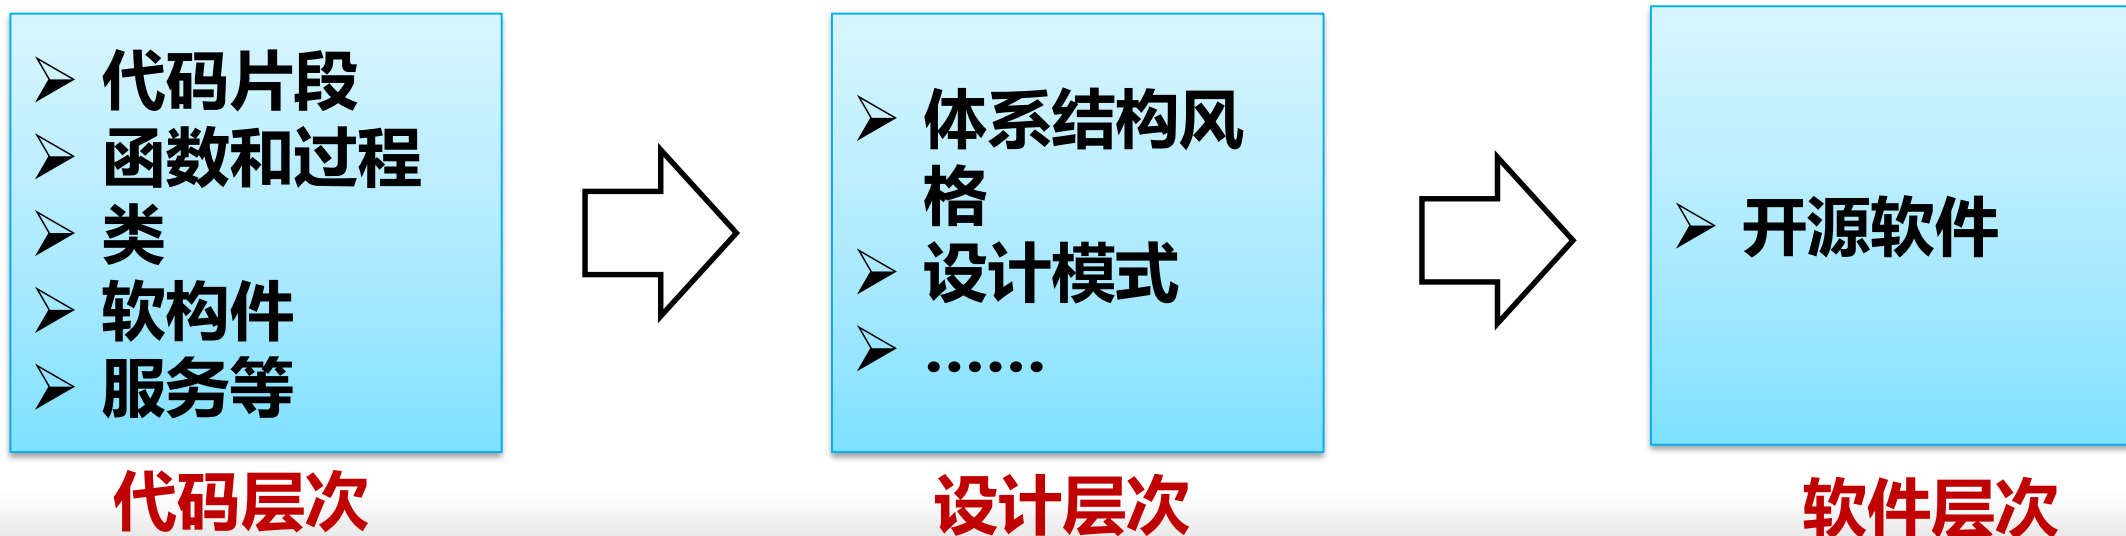 代码片段
函数和过程
类
软构件
服务等
代码层次
体系结构风
格
设计模式
......
设计层次
开源软件
软件层次